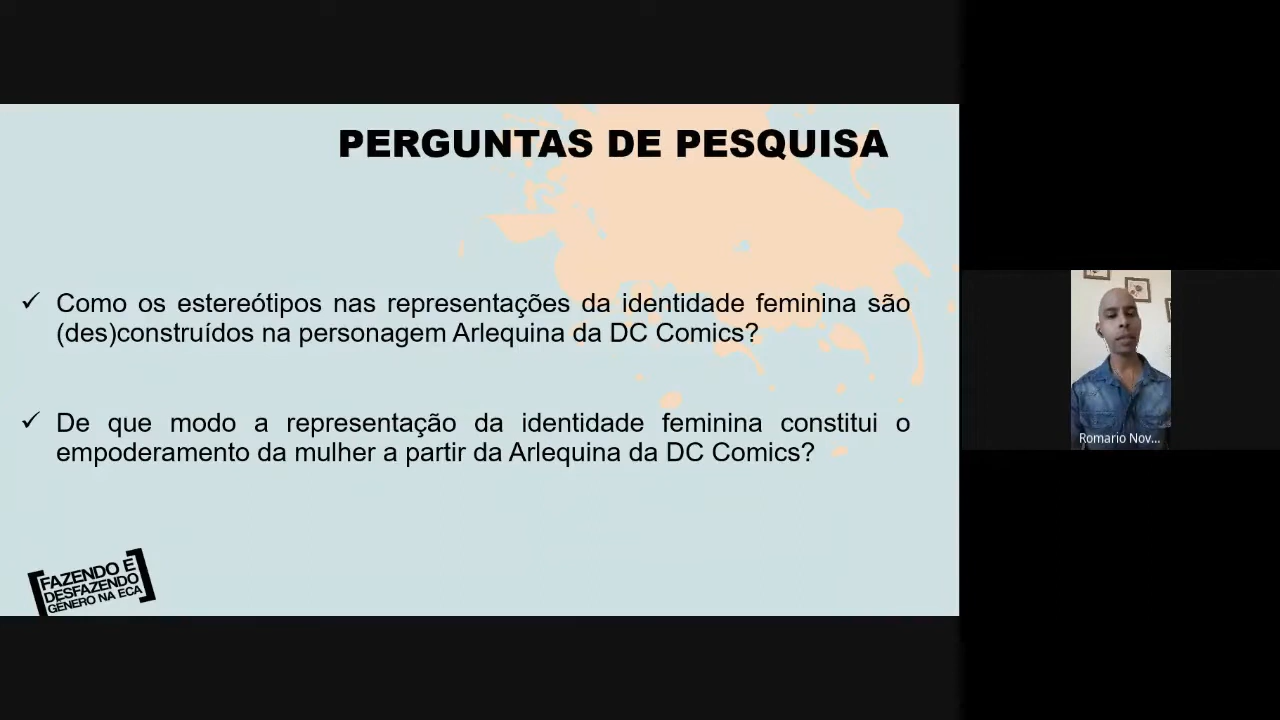 PERGUNTAS DE PESQUISA
✓ Como os estereótipos nas representações da identidade feminina são
(des)construídos na personagem Arlequina da DC Comics?
✓ De que modo a representação da identidade feminina constitui o
empoderamento da mulher a partir da Arlequina da DC Comics?
[FAZENDO E
DESFAZENDO
GÊNERO NA ECA]
Romario Nov...